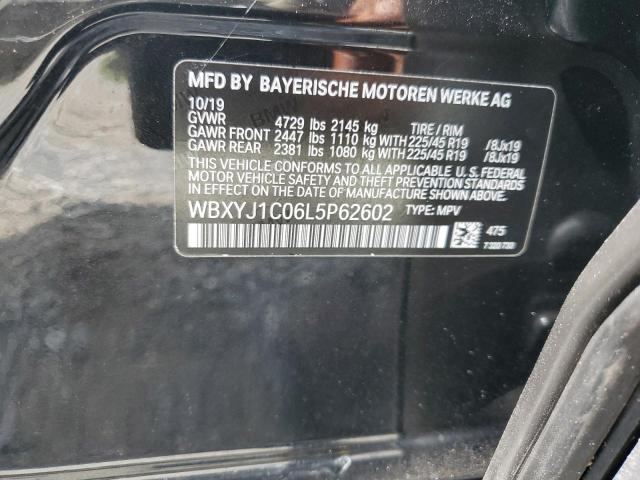 MFD BY BAYERISCHE MOTOREN WERKE AG
10/19
GVWR 4729 lbs 2145 kg TIRE / RIM
GAWR FRONT 2447 lbs 1110 kg WITH 225/45 R19 /8Jx19
GAWR REAR 2381 lbs 1080 kg WITH 225/45 R19 /8Jx19
THIS VEHICLE CONFORMS TO ALL APPLICABLE U. S. FEDERAL
MOTOR VEHICLE SAFETY AND THEFT PREVENTION STANDARDS
IN EFFECT ON THE DATE OF MANUFACTURE SHOWN ABOVE.
WBXYJ1C06L5P62602 TYPE: MPV
475